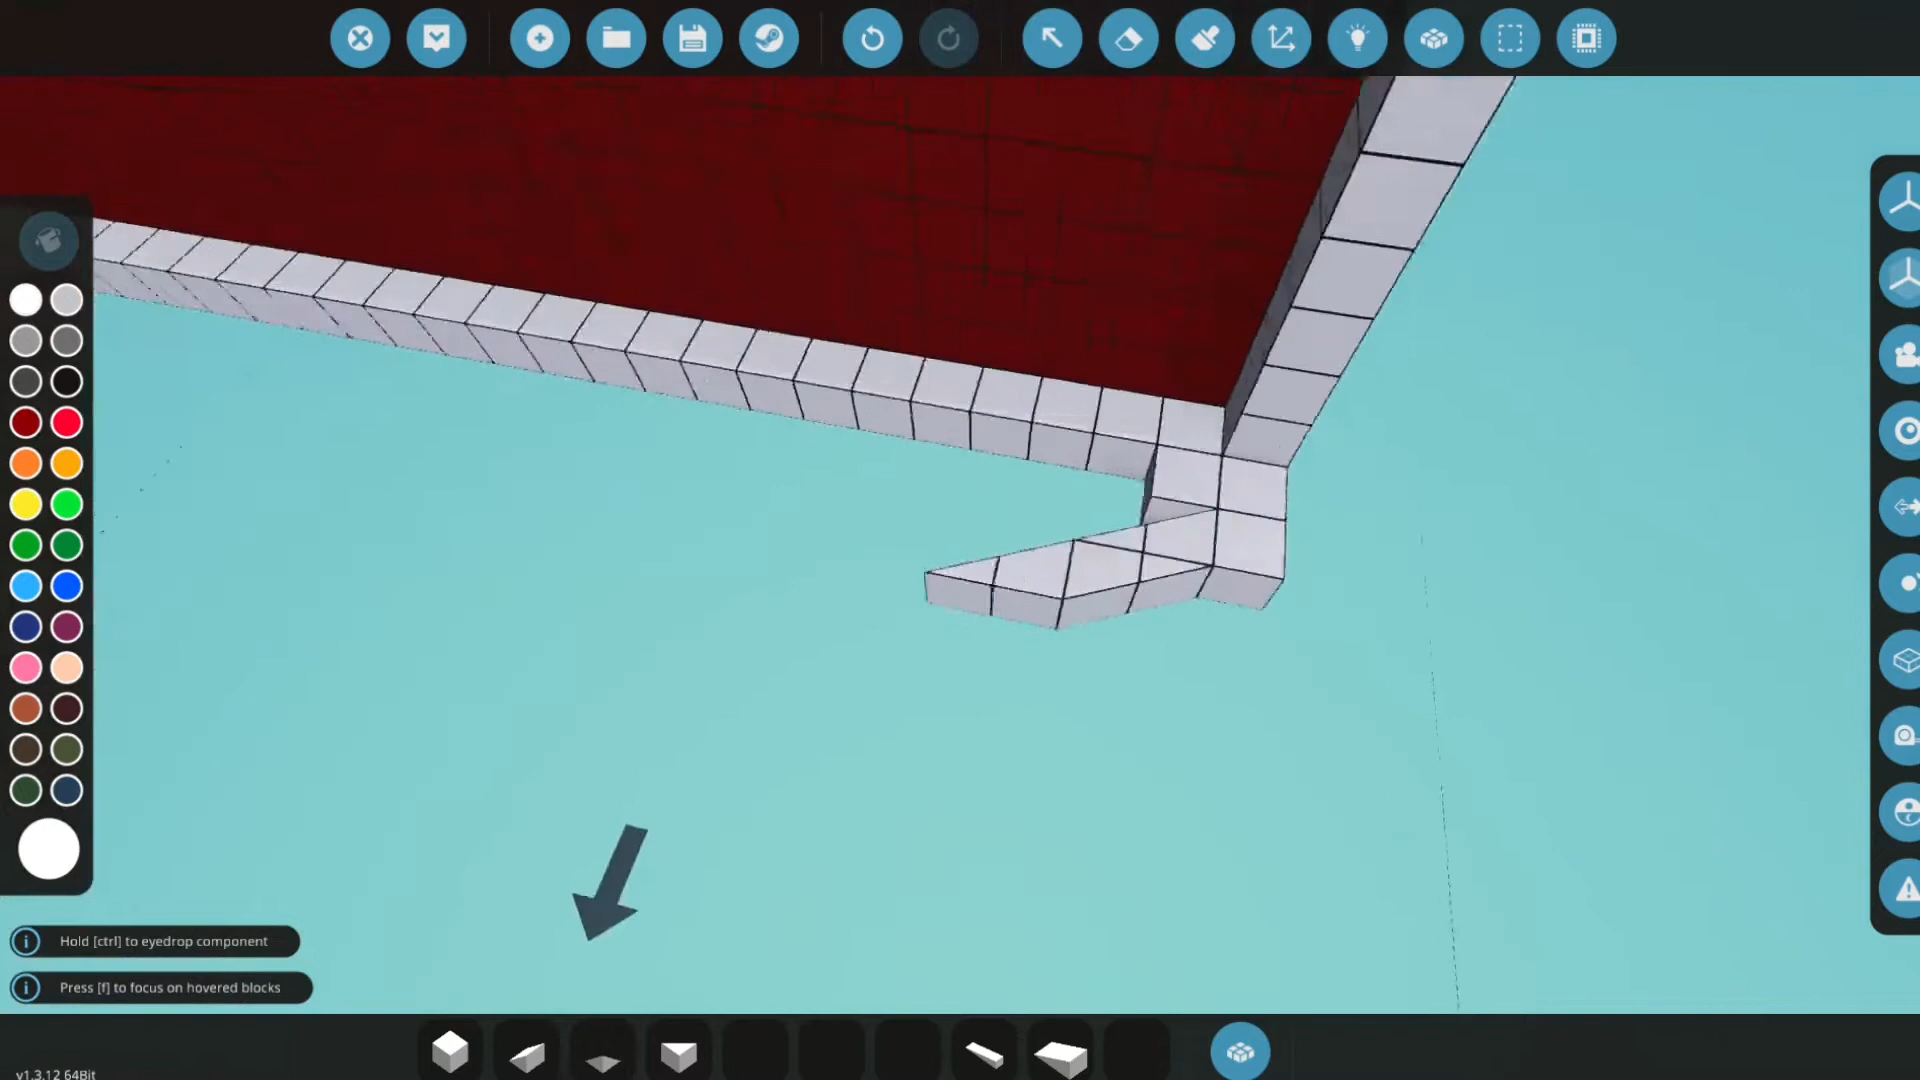 Hold [ctrl] to eyedrop component
Press [f] to focus on hovered blocks
v1.3.12 64Bit